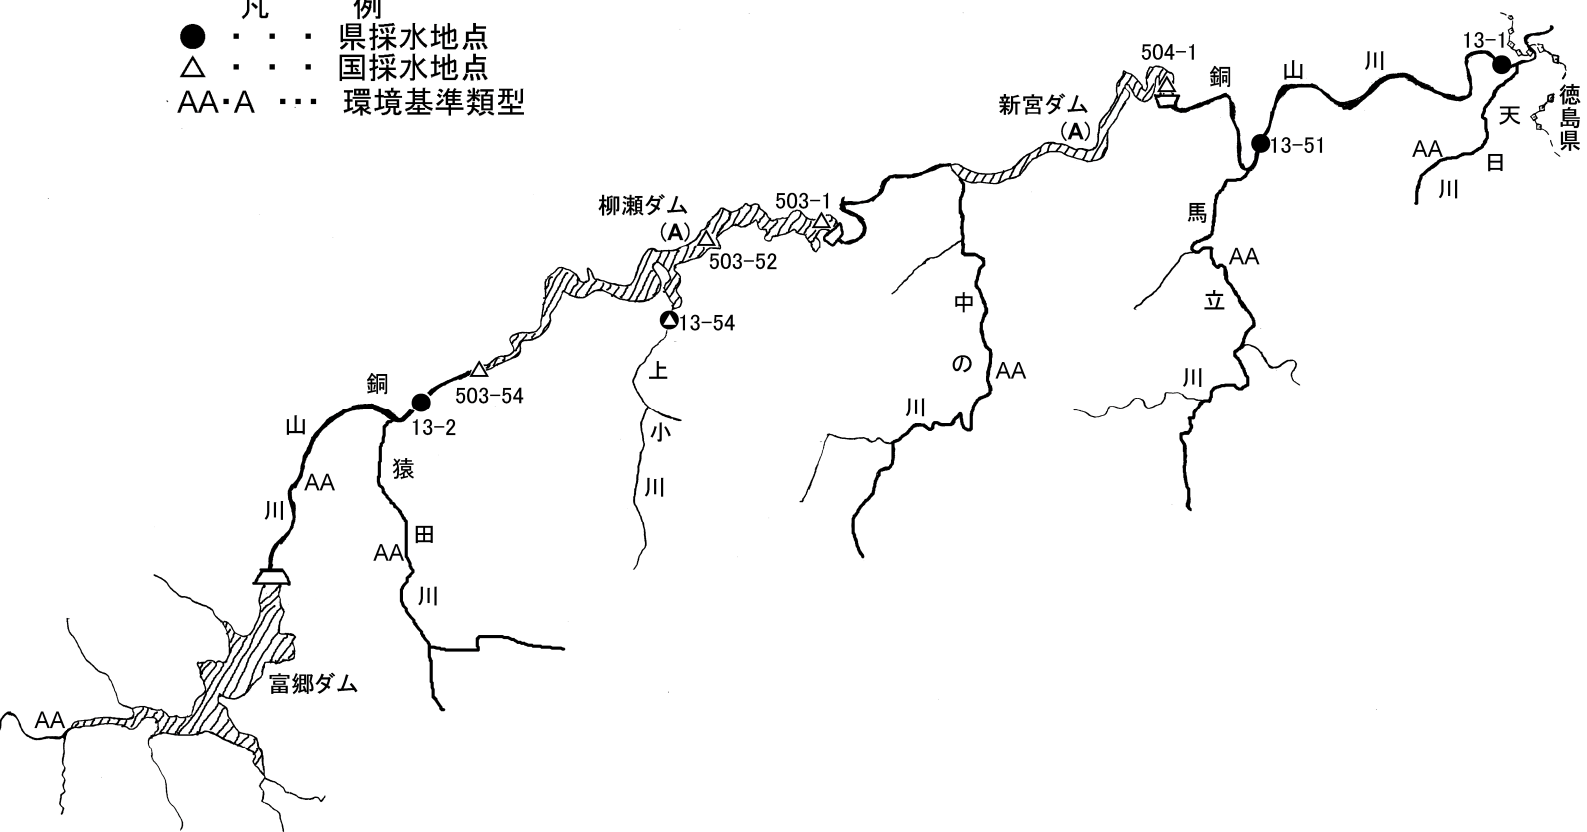 凡 例
● ・ ・ ・ 県採水地点
△ ・ ・ ・ 国採水地点
AA・A ・・・ 環境基準類型
13-1
504-1
銅 山 川
新宮ダム
(A)
徳島県
天日川
AA
13-51
馬立川
AA
柳瀬ダム
(A)
503-1
503-52
中の川
AA
13-54
上小川
503-54
13-2
銅山川
AA
猿田川
AA
富郷ダム
AA